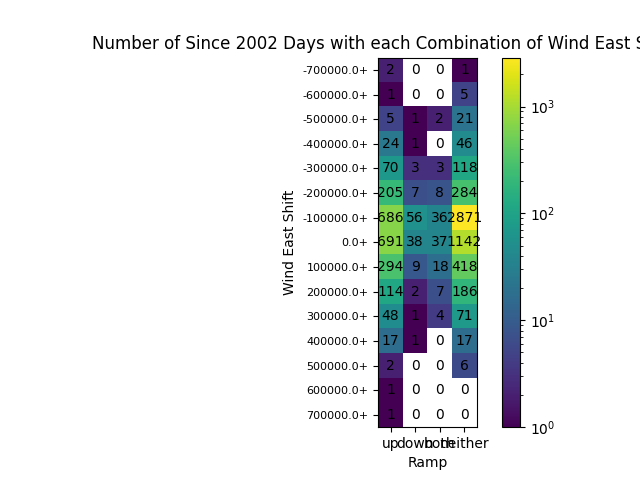 Number of Since 2002 Days with each Combination of Wind East S
-700000.0+ 2 0 0 1
-600000.0+ 1 0 0 5
-500000.0+ 5 1 2 21
-400000.0+ 24 1 0 46
-300000.0+ 70 3 3 118
-200000.0+ 205 7 8 284
-100000.0+ 686 56 36 2871
0.0+ 691 38 37 1142
100000.0+ 294 9 18 418
200000.0+ 114 2 7 186
300000.0+ 48 1 4 71
400000.0+ 17 1 0 17
500000.0+ 2 0 0 6
600000.0+ 1 0 0 0
700000.0+ 1 0 0 0
up down both neither
Ramp
Wind East Shift
10³
10²
10¹
10⁰